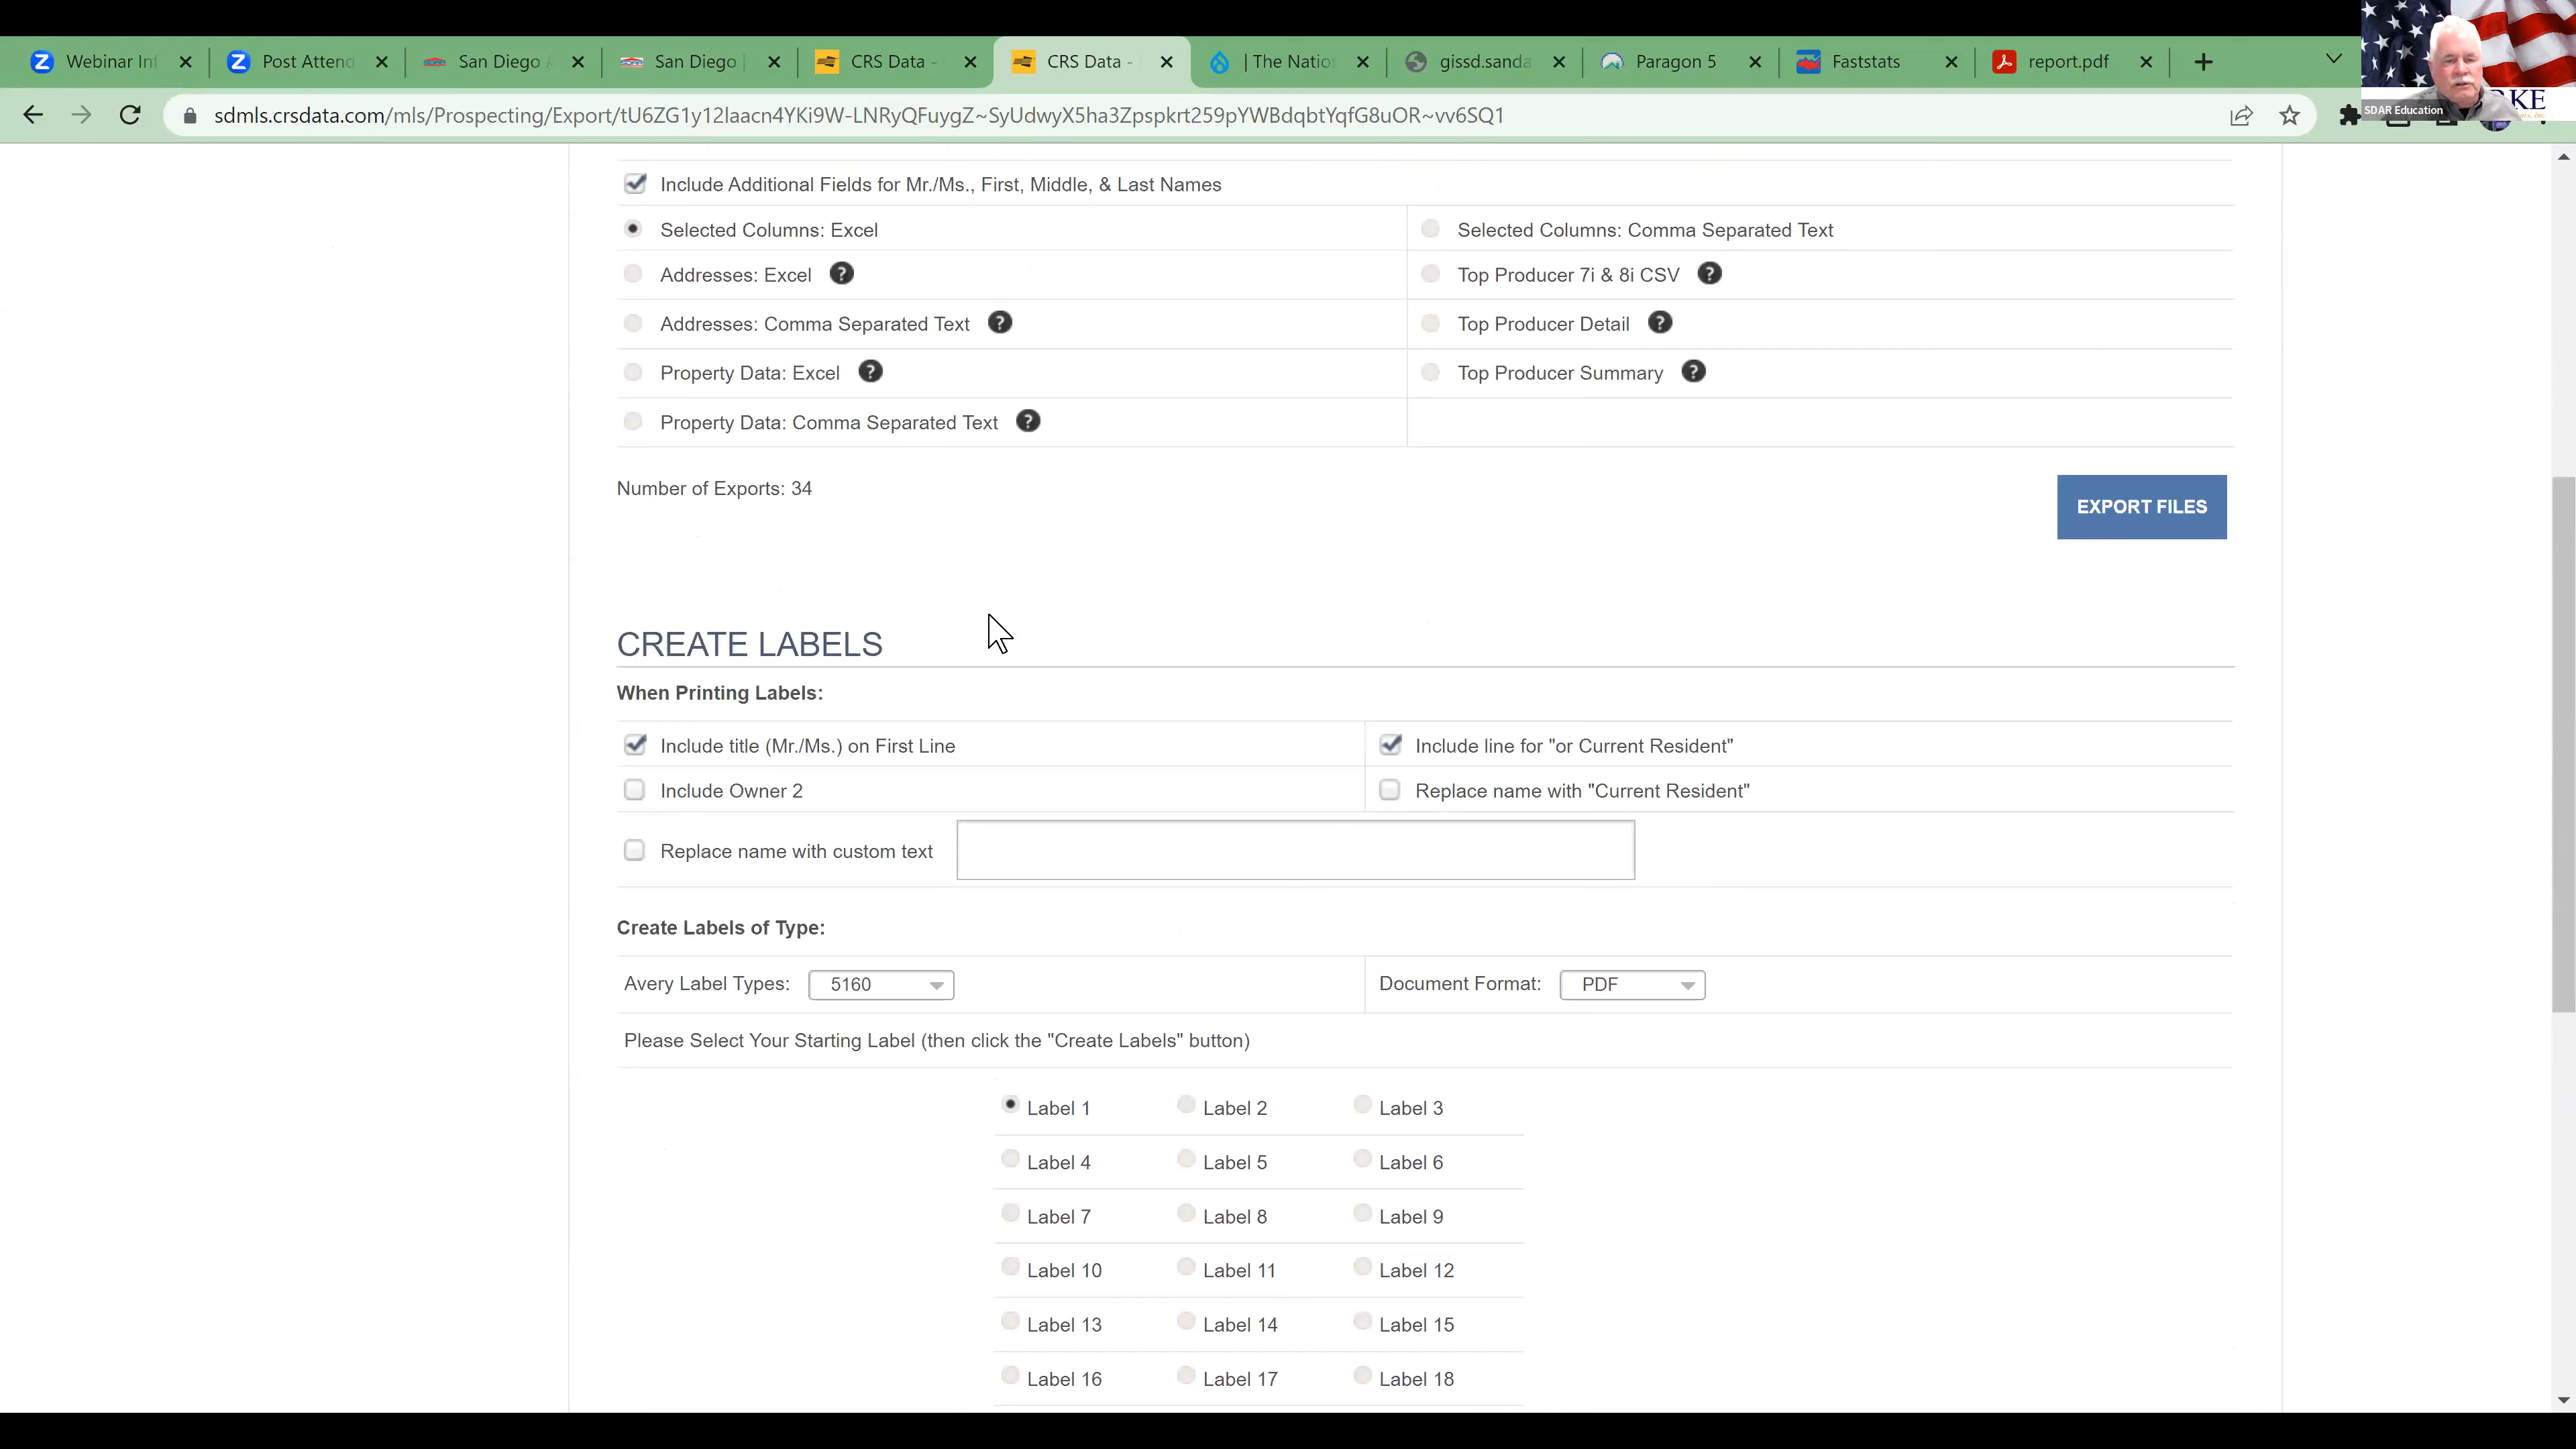 Webinar Inf
Post Attend
San Diego A
San Diego |
CRS Data -
CRS Data -
| The Natio
gissd.sanda
Paragon 5
Faststats
report.pdf
sdmls.crsdata.com/mls/Prospecting/Export/tU6ZG1y12laacn4YKi9W-LNRyQFuygZ~SyUdwyX5ha3Zpspkrt259pYWBdqbtYqfG8uOR~vv6SQ1
SDAR Education
Include Additional Fields for Mr./Ms., First, Middle, & Last Names
Selected Columns: Excel
Selected Columns: Comma Separated Text
Addresses: Excel ?
Top Producer 7i & 8i CSV ?
Addresses: Comma Separated Text ?
Top Producer Detail ?
Property Data: Excel ?
Top Producer Summary ?
Property Data: Comma Separated Text ?
Number of Exports: 34
EXPORT FILES
CREATE LABELS
When Printing Labels:
Include title (Mr./Ms.) on First Line
Include line for "or Current Resident"
Include Owner 2
Replace name with "Current Resident"
Replace name with custom text
Create Labels of Type:
Avery Label Types: 5160
Document Format: PDF
Please Select Your Starting Label (then click the "Create Labels" button)
Label 1 Label 2 Label 3
Label 4 Label 5 Label 6
Label 7 Label 8 Label 9
Label 10 Label 11 Label 12
Label 13 Label 14 Label 15
Label 16 Label 17 Label 18